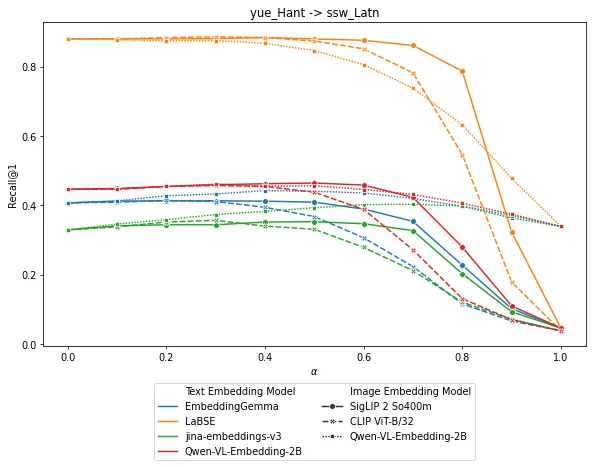 yue_Hant -> ssw_Latn
Recall@1
0.8
0.6
0.4
0.2
0.0
0.0 0.2 0.4 0.6 0.8 1.0
α
Text Embedding Model
EmbeddingGemma
LaBSE
jina-embeddings-v3
Qwen-VL-Embedding-2B
Image Embedding Model
SigLIP 2 So400m
CLIP ViT-B/32
Qwen-VL-Embedding-2B